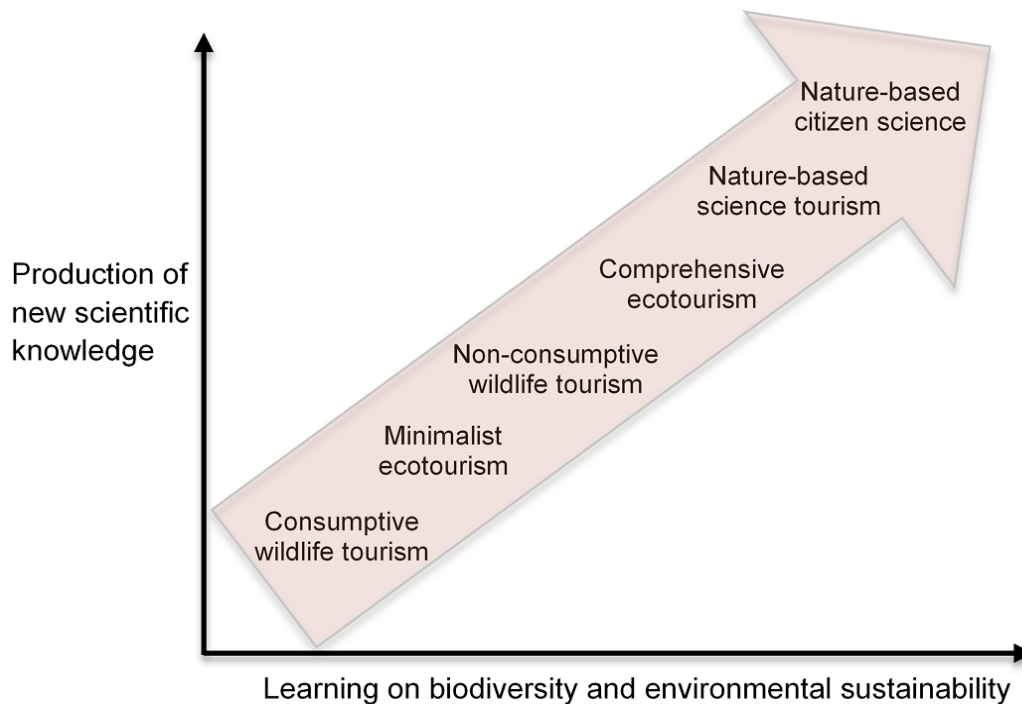 Nature-based
citizen science
Nature-based
science tourism
Comprehensive
ecotourism
Non-consumptive
wildlife tourism
Minimalist
ecotourism
Consumptive
wildlife tourism
Production of
new scientific
knowledge
Learning on biodiversity and environmental sustainability